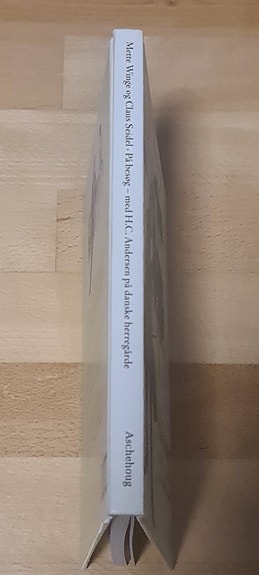 Mette Winge og Claus Seidel · På besøg – med H.C. Andersen på danske herregårde
Aschehoug